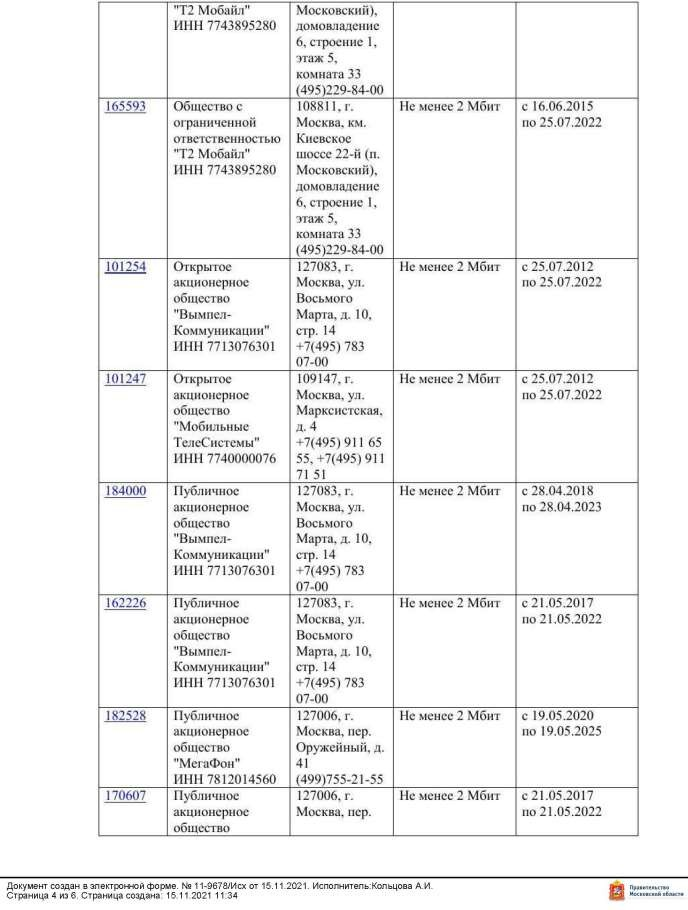 "Т2 Мобайл"
ИНН 7743895280
Московский),
домовладение
6, строение 1,
этаж 5,
комната 33
(495)229-84-00
165593
Общество с
ограниченной
ответственностью
"Т2 Мобайл"
ИНН 7743895280
108811, г.
Москва, км.
Киевское
шоссе 22-й (п.
Московский),
домовладение
6, строение 1,
этаж 5,
комната 33
(495)229-84-00
Не менее 2 Мбит
с 16.06.2015
по 25.07.2022
101254
Открытое
акционерное
общество
"Вымпел-
Коммуникации"
ИНН 7713076301
127083, г.
Москва, ул.
Восьмого
Марта, д. 10,
стр. 14
+7(495) 783
07-00
Не менее 2 Мбит
с 25.07.2012
по 25.07.2022
101247
Открытое
акционерное
общество
"Мобильные
ТелеСистемы"
ИНН 7740000076
109147, г.
Москва, ул.
Марксистская,
д. 4
+7(495) 911 65
55, +7(495) 911
71 51
Не менее 2 Мбит
с 25.07.2012
по 25.07.2022
184000
Публичное
акционерное
общество
"Вымпел-
Коммуникации"
ИНН 7713076301
127083, г.
Москва, ул.
Восьмого
Марта, д. 10,
стр. 14
+7(495) 783
07-00
Не менее 2 Мбит
с 28.04.2018
по 28.04.2023
162226
Публичное
акционерное
общество
"Вымпел-
Коммуникации"
ИНН 7713076301
127083, г.
Москва, ул.
Восьмого
Марта, д. 10,
стр. 14
+7(495) 783
07-00
Не менее 2 Мбит
с 21.05.2017
по 21.05.2022
182528
Публичное
акционерное
общество
"МегаФон"
ИНН 7812014560
127006, г.
Москва, пер.
Оружейный, д.
41
(499)755-21-55
Не менее 2 Мбит
с 19.05.2020
по 19.05.2025
170607
Публичное
акционерное
общество
127006, г.
Москва, пер.
Не менее 2 Мбит
с 21.05.2017
по 21.05.2022
Документ создан в электронной форме. № 11-9678/Исх от 15.11.2021. Исполнитель:Кольцова А.И.
Страница 4 из 6. Страница создана: 15.11.2021 11:34
Правительство
Московской области